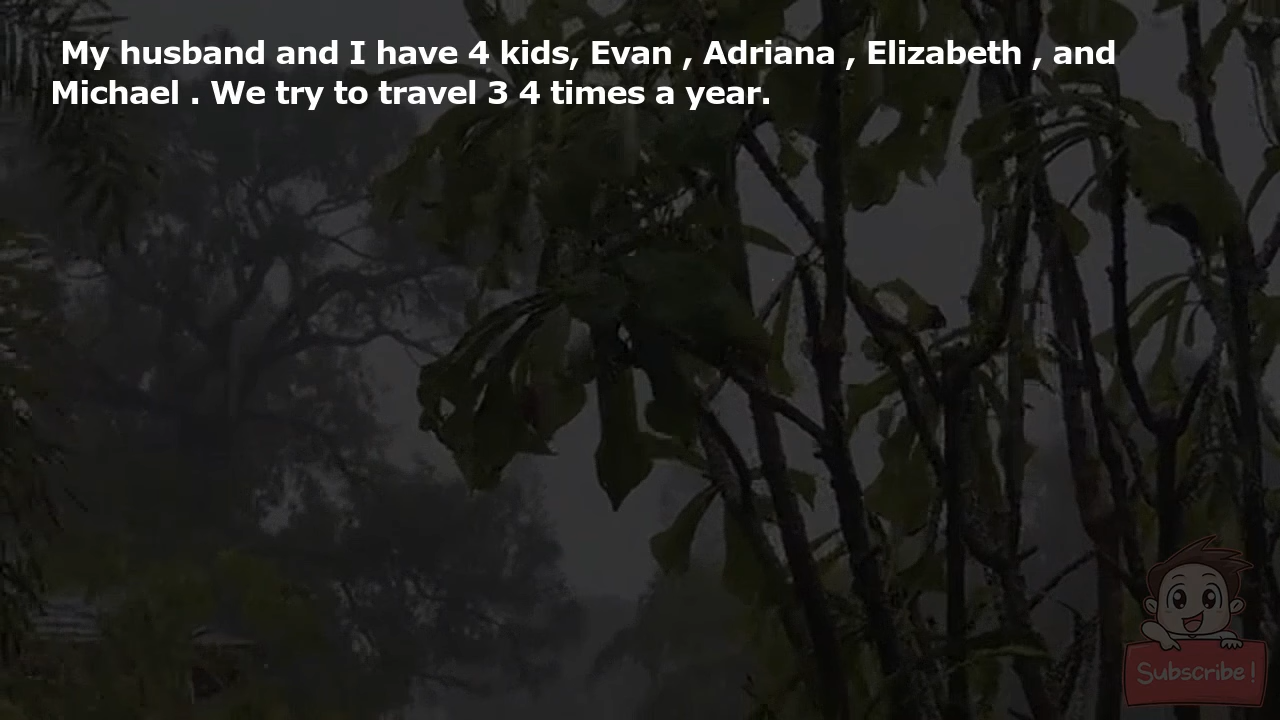 My husband and I have 4 kids, Evan , Adriana , Elizabeth , and
Michael . We try to travel 3 4 times a year.
Subscribe!